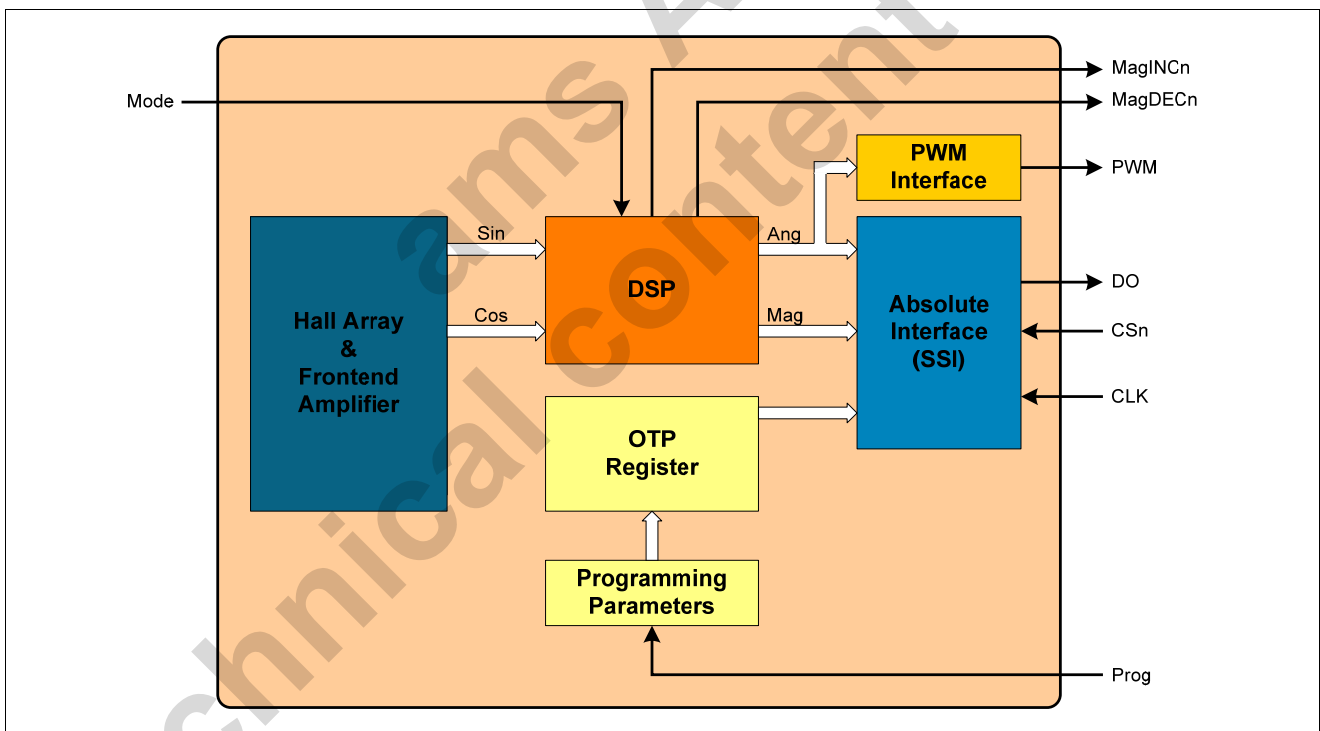 MagINCn
Mode
MagDECn
PWM
Interface
PWM
Sin
Ang
DSP
Hall Array
&
Frontend
Amplifier
Cos
Mag
Absolute
Interface
(SSI)
DO
CSn
CLK
OTP
Register
Programming
Parameters
Prog
ams A
chnical content